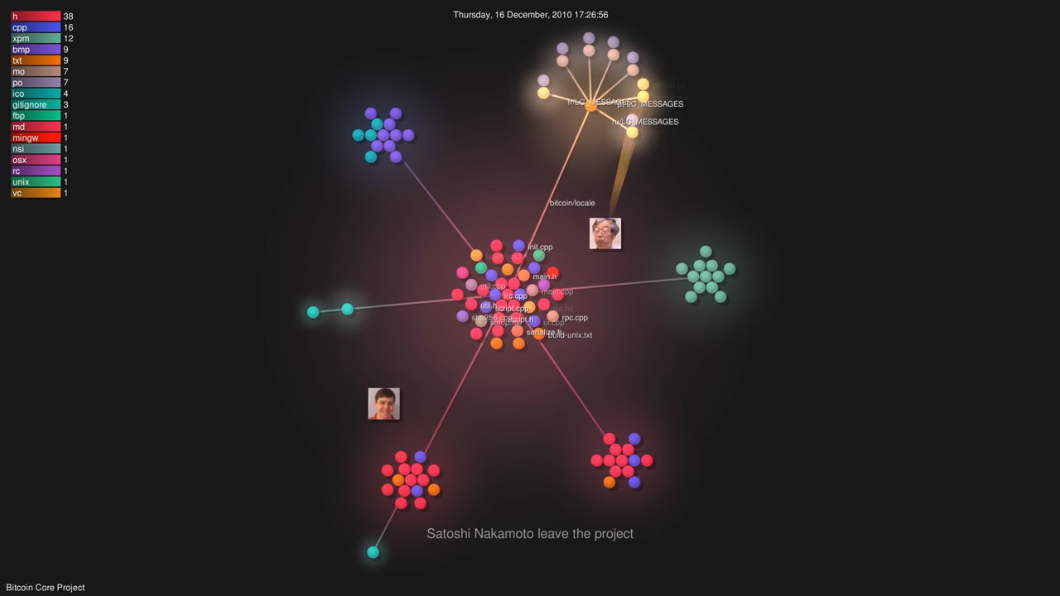 Thursday, 16 December, 2010 17:26:56
h 38
cpp 16
xpm 12
bmp 9
txt 9
mo 7
po 7
ico 4
gitignore 3
fbp 1
md 1
mingw 1
nsi 1
osx 1
rc 1
unix 1
vc 1
MESSAGES
bitcoin/locale
init.cpp
main.h
main.cpp
irc.cpp
util.h
script.cpp
script.h
rpc.cpp
serialize.h
build-unix.txt
Satoshi Nakamoto leave the project
Bitcoin Core Project